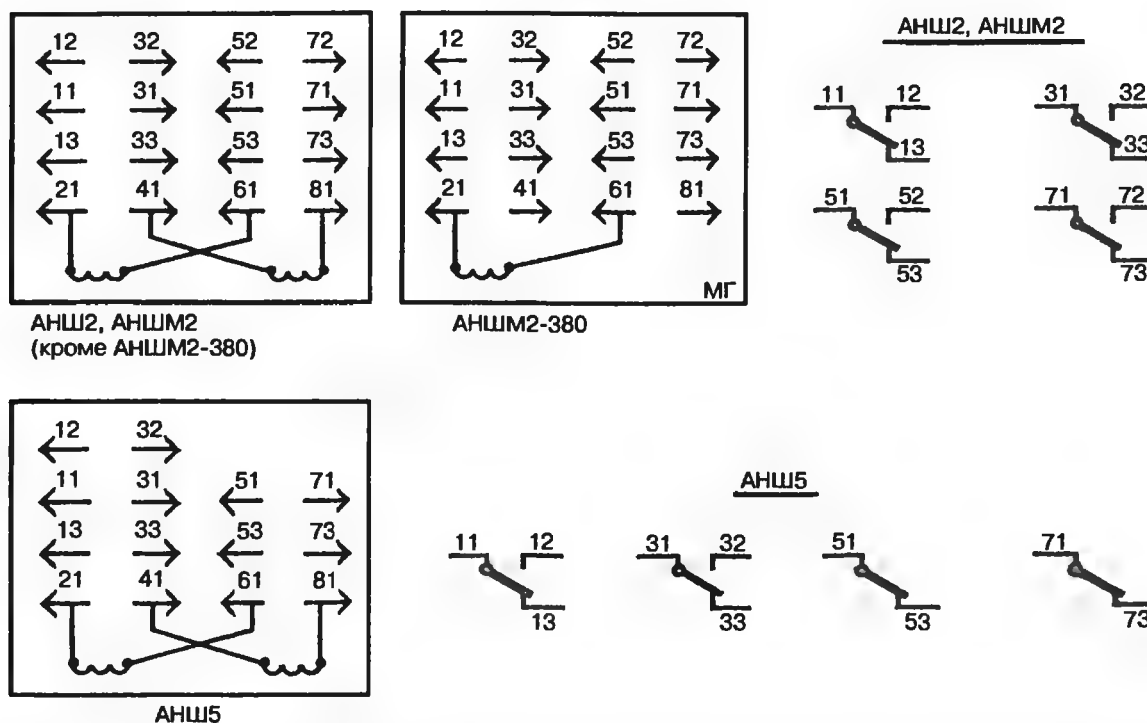 12 32 52 72
11 31 51 71
13 33 53 73
21 41 61 81
АНШ2, АНШМ2
(кроме АНШМ2-380)
12 32 52 72
11 31 51 71
13 33 53 73
21 41 61 81
МГ
АНШМ2-380
АНШ2, АНШМ2
11 12 31 32
13 33
51 52 71 72
53 73
12 32
11 31 51 71
13 33 53 73
21 41 61 81
АНШ5
АНШ5
11 12 31 32 51 71
13 33 53 73